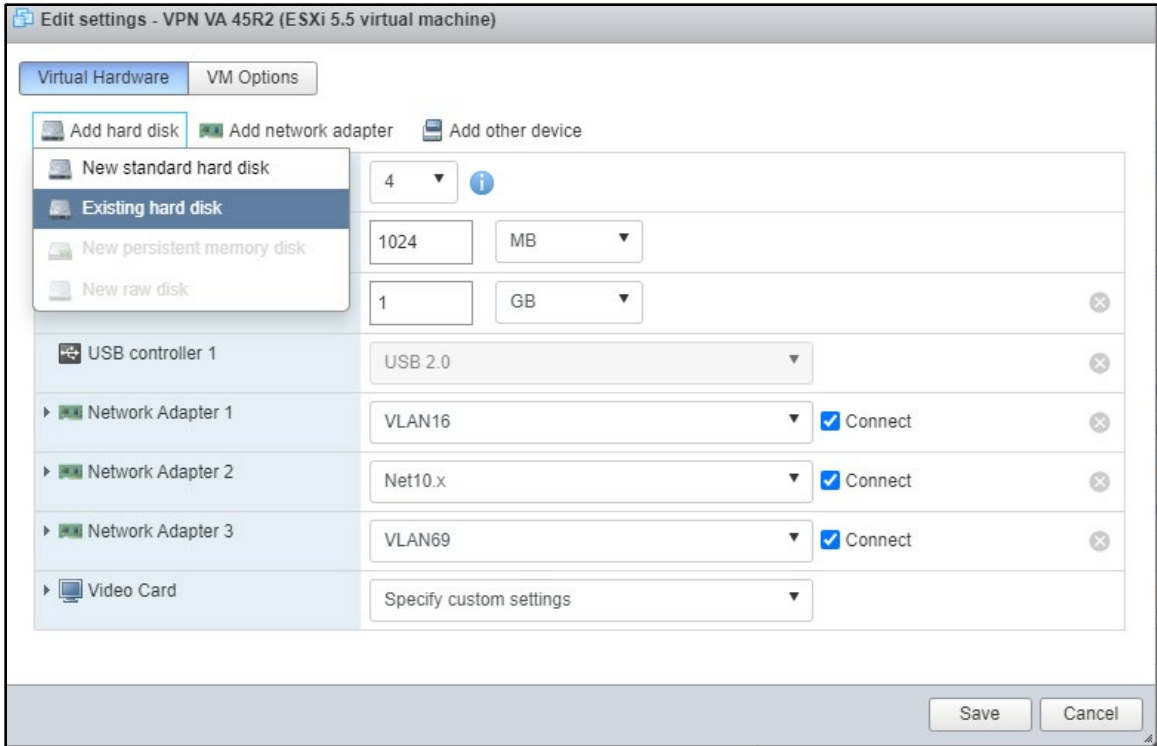 Edit settings - VPN VA 45R2 (ESXi 5.5 virtual machine)
Virtual Hardware VM Options
Add hard disk Add network adapter Add other device
New standard hard disk
4
Existing hard disk
New persistent memory disk
1024 MB
New raw disk
1 GB
USB controller 1 USB 2.0
Network Adapter 1 VLAN16 Connect
Network Adapter 2 Net10.x Connect
Network Adapter 3 VLAN69 Connect
Video Card Specify custom settings
Save Cancel